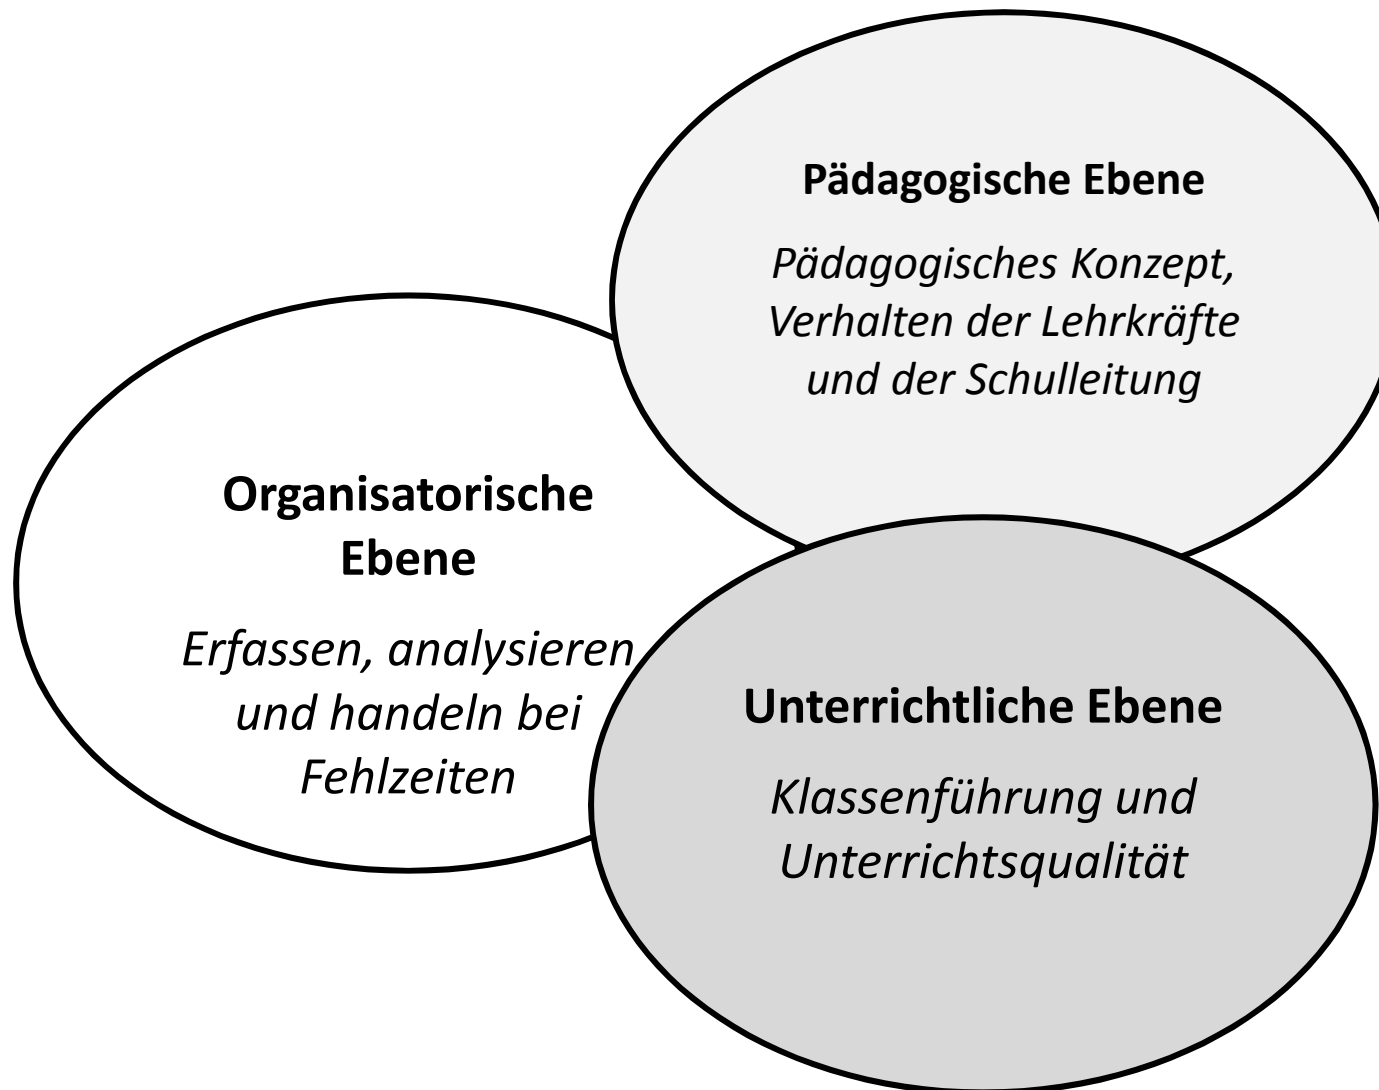 Pädagogische Ebene
Pädagogisches Konzept,
Verhalten der Lehrkräfte
und der Schulleitung
Organisatorische
Ebene
Erfassen, analysieren
und handeln bei
Fehlzeiten
Unterrichtliche Ebene
Klassenführung und
Unterrichtsqualität